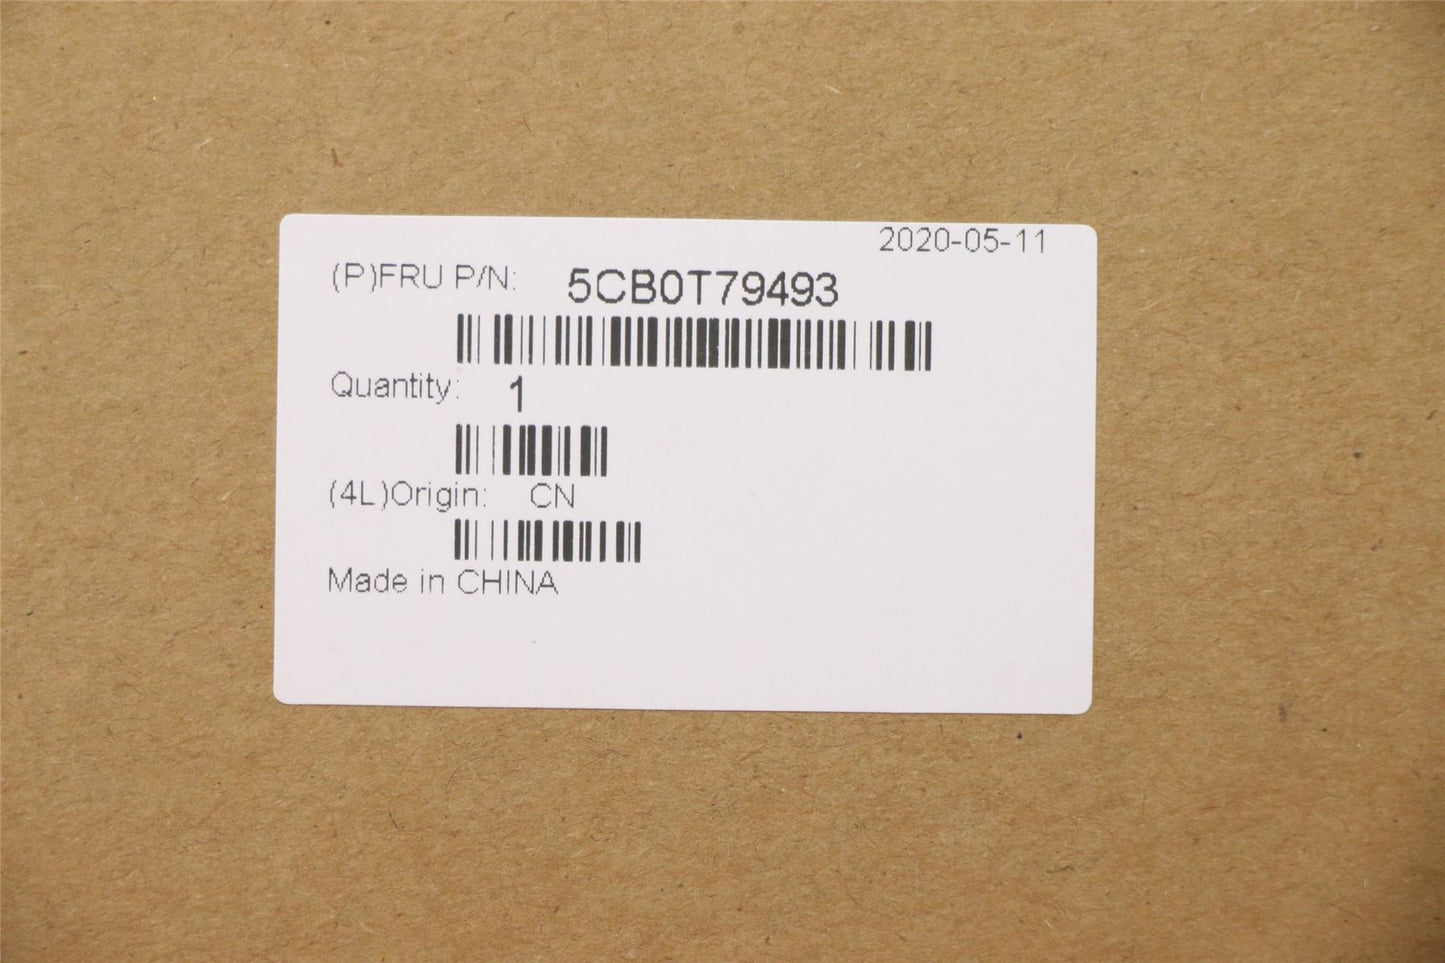 2020-05-11
(P)FRU P/N: 5CB0T79493
Quantity: 1
(4L)Origin: CN
Made in CHINA